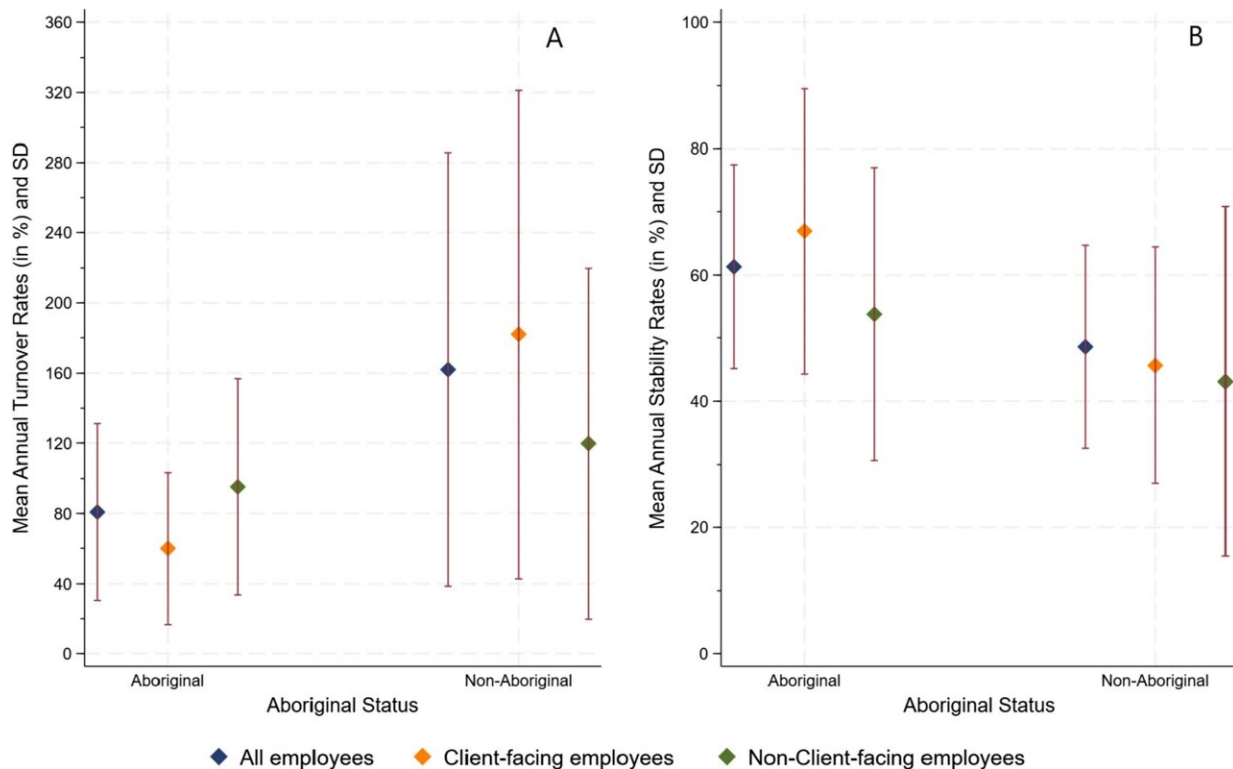 A
Mean Annual Turnover Rates (in %) and SD
360
320
280
240
200
160
120
80
40
0
Aboriginal Non-Aboriginal
Aboriginal Status
B
Mean Annual Stability Rates (in %) and SD
100
80
60
40
20
0
Aboriginal Non-Aboriginal
Aboriginal Status
All employees Client-facing employees Non-Client-facing employees